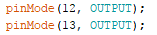 pinMode(12, OUTPUT);
pinMode(13, OUTPUT);